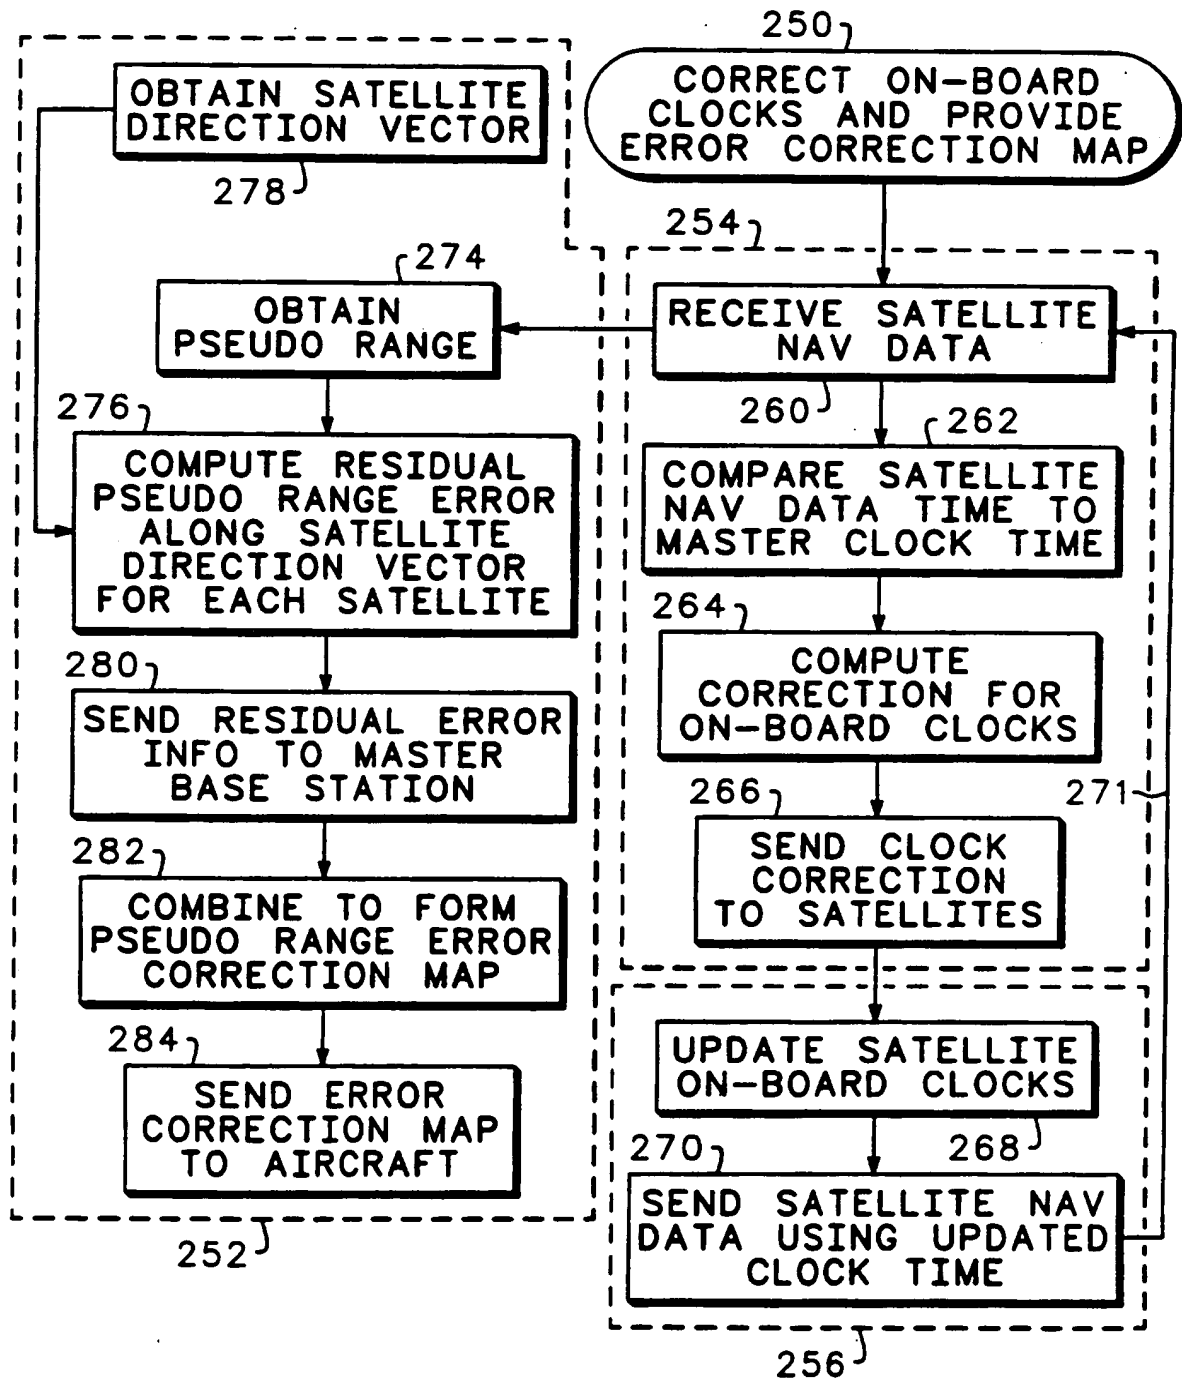 250
CORRECT ON-BOARD
CLOCKS AND PROVIDE
ERROR CORRECTION MAP
OBTAIN SATELLITE
DIRECTION VECTOR
278
254
274
OBTAIN
PSEUDO RANGE
RECEIVE SATELLITE
NAV DATA
260
276
COMPUTE RESIDUAL
PSEUDO RANGE ERROR
ALONG SATELLITE
DIRECTION VECTOR
FOR EACH SATELLITE
262
COMPARE SATELLITE
NAV DATA TIME TO
MASTER CLOCK TIME
264
COMPUTE
CORRECTION FOR
ON-BOARD CLOCKS
280
SEND RESIDUAL ERROR
INFO TO MASTER
BASE STATION
266
271
SEND CLOCK
CORRECTION
TO SATELLITES
282
COMBINE TO FORM
PSEUDO RANGE ERROR
CORRECTION MAP
284
SEND ERROR
CORRECTION MAP
TO AIRCRAFT
252
UPDATE SATELLITE
ON-BOARD CLOCKS
268
270
SEND SATELLITE NAV
DATA USING UPDATED
CLOCK TIME
256